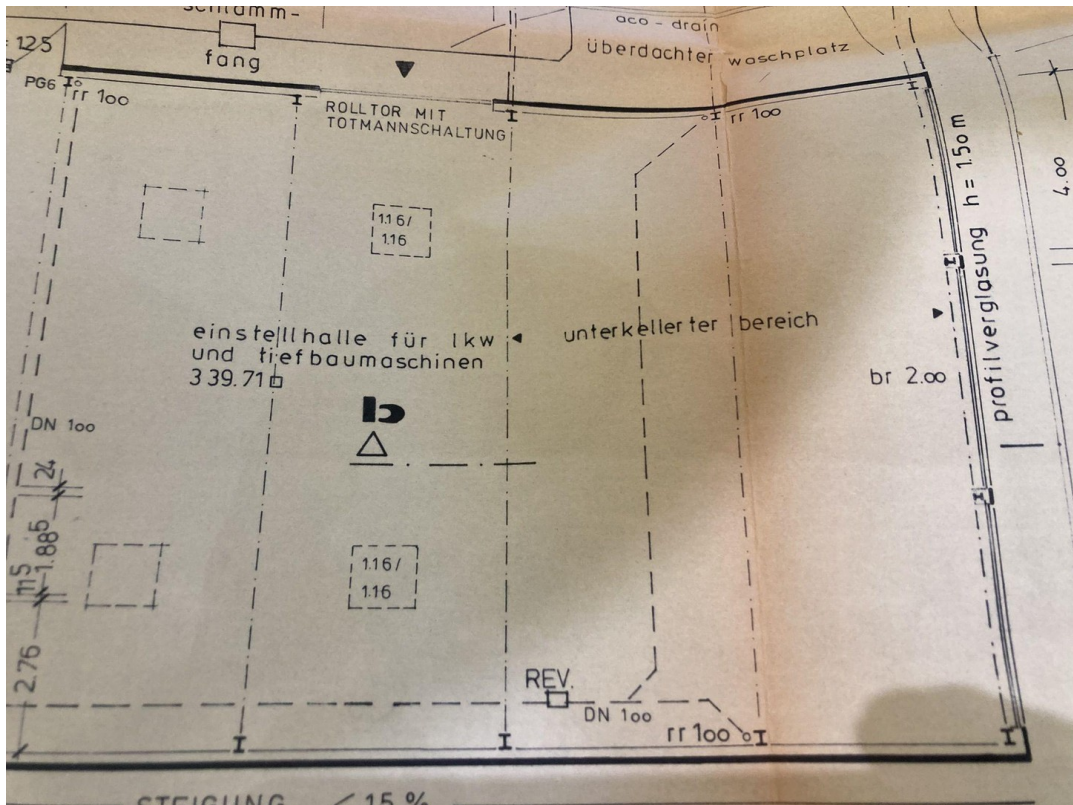 schlamm-
fang
aco-drain
überdachter waschplatz
125
PG6
rr 100
ROLLTOR MIT
TOTMANNSCHALTUNG
rr 100
profilverglasung h = 1.50 m
4.00
1.16/
1.16
einstellhalle für lkw
und tiefbaumaschinen
339.71
unterkellerter bereich
br 2.00
DN 100
24
1.88⁵
11⁵
2.76
1.16/
1.16
REV.
DN 100
rr 100
STEIGUNG < 15 %